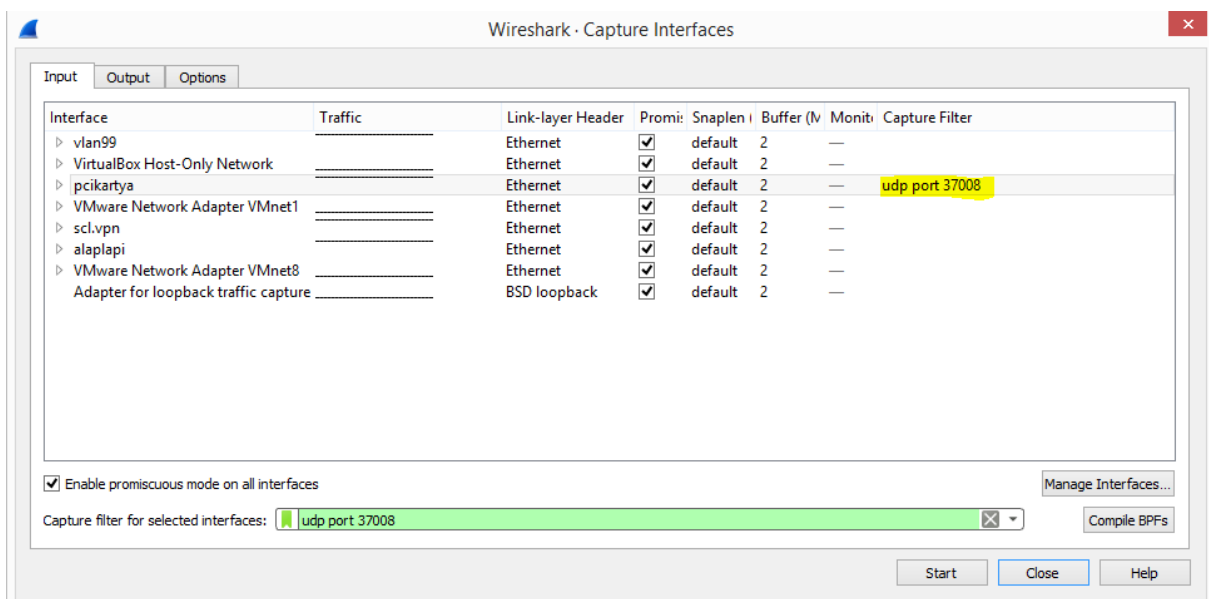 Wireshark · Capture Interfaces
Input Output Options
Interface Traffic Link-layer Header Promi: Snaplen ( Buffer (M Monit Capture Filter
vlan99 Ethernet default 2 —
VirtualBox Host-Only Network Ethernet default 2 —
pcikartya Ethernet default 2 — udp port 37008
VMware Network Adapter VMnet1 Ethernet default 2 —
scl.vpn Ethernet default 2 —
alaplapi Ethernet default 2 —
VMware Network Adapter VMnet8 Ethernet default 2 —
Adapter for loopback traffic capture BSD loopback default 2 —
Enable promiscuous mode on all interfaces Manage Interfaces...
Capture filter for selected interfaces: udp port 37008 Compile BPFs
Start Close Help